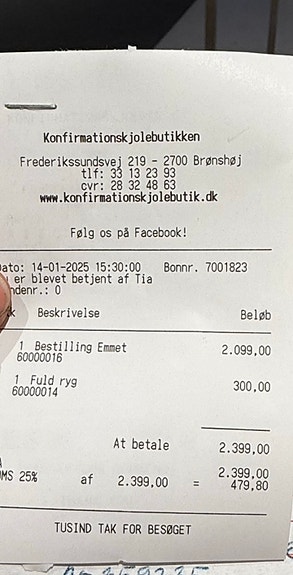 Konfirmationskjolebutikken
Frederikssundsvej 219 - 2700 Brønshøj
tlf: 33 13 23 93
cvr: 28 32 48 63
www.konfirmationskjolebutik.dk
Følg os på Facebook!
ato: 14-01-2025 15:30:00 Bonnr. 7001823
er blevet betjent af Tia
ndenr.: 0
k Beskrivelse Beløb
1 Bestilling Emmet 2.099,00
60000016
1 Fuld ryg 300,00
60000014
At betale 2.399,00
2.399,00
MS 25% af 2.399,00 = 479,80
TUSIND TAK FOR BESØGET